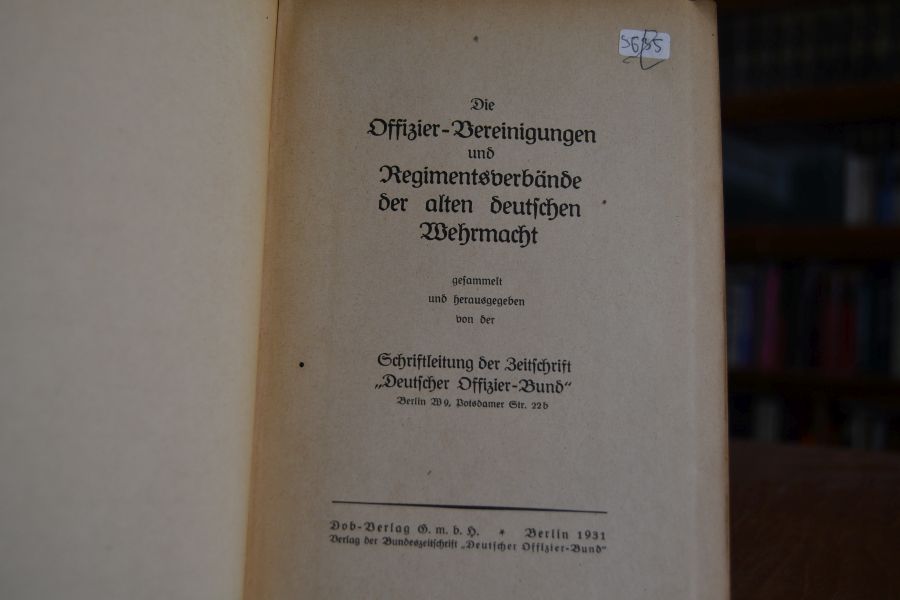 Die
Offizier-Vereinigungen
und
Regimentsverbände
der alten deutschen
Wehrmacht
gesammelt
und herausgegeben
von der
Schriftleitung der Zeitschrift
„Deutscher Offizier-Bund“
Berlin W9, Potsdamer Str. 22b
Dob-Verlag G. m. b. H. * Berlin 1931
Verlag der Bundeszeitschrift „Deutscher Offizier-Bund“